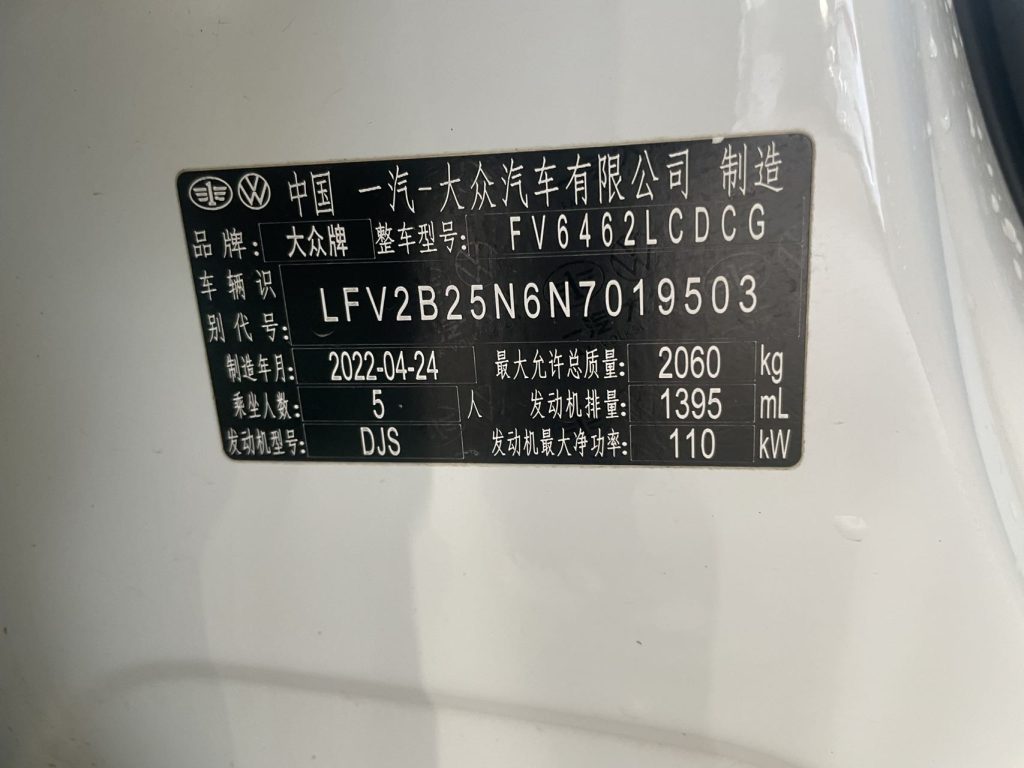 中国 一汽-大众汽车有限公司 制造
品牌: 大众牌 整车型号: FV6462LCDCG
车辆识别代号: LFV2B25N6N7019503
制造年月: 2022-04-24 最大允许总质量: 2060 kg
乘坐人数: 5 人 发动机排量: 1395 mL
发动机型号: DJS 发动机最大净功率: 110 kW